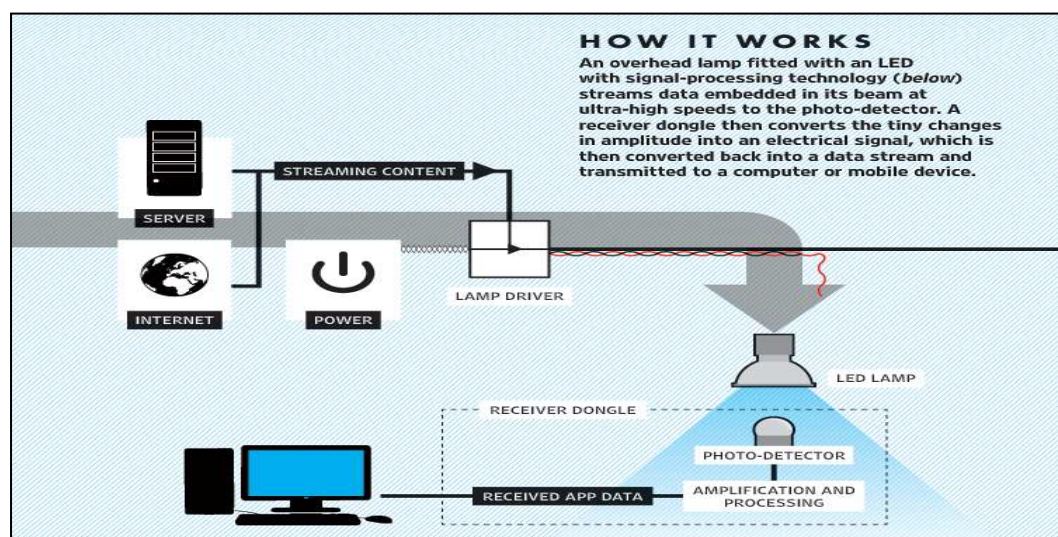 HOW IT WORKS
An overhead lamp fitted with an LED
with signal-processing technology (below)
streams data embedded in its beam at
ultra-high speeds to the photo-detector. A
receiver dongle then converts the tiny changes
in amplitude into an electrical signal, which is
then converted back into a data stream and
transmitted to a computer or mobile device.
STREAMING CONTENT
SERVER
INTERNET
POWER
LAMP DRIVER
LED LAMP
RECEIVER DONGLE
PHOTO-DETECTOR
RECEIVED APP DATA
AMPLIFICATION AND
PROCESSING